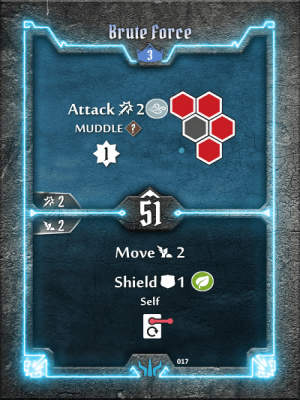 Brute Force
3
Attack 2
MUDDLE ?
1
2
51
2
Move 2
Shield 1
Self
017